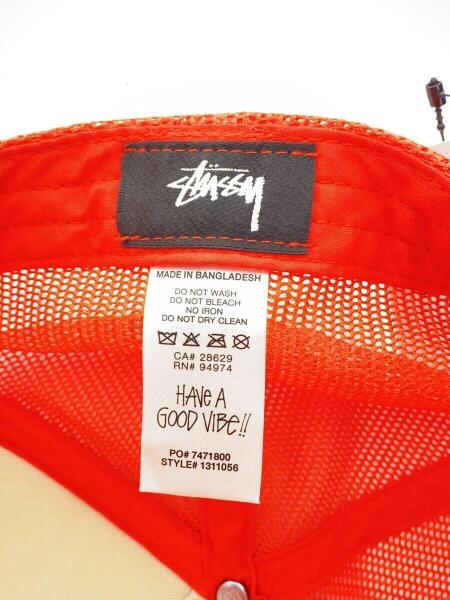 Stüssy
MADE IN BANGLADESH
DO NOT WASH
DO NOT BLEACH
NO IRON
DO NOT DRY CLEAN
CA# 28629
RN# 94974
HAVE A
GOOD VIBE!!
PO# 7471800
STYLE# 1311056